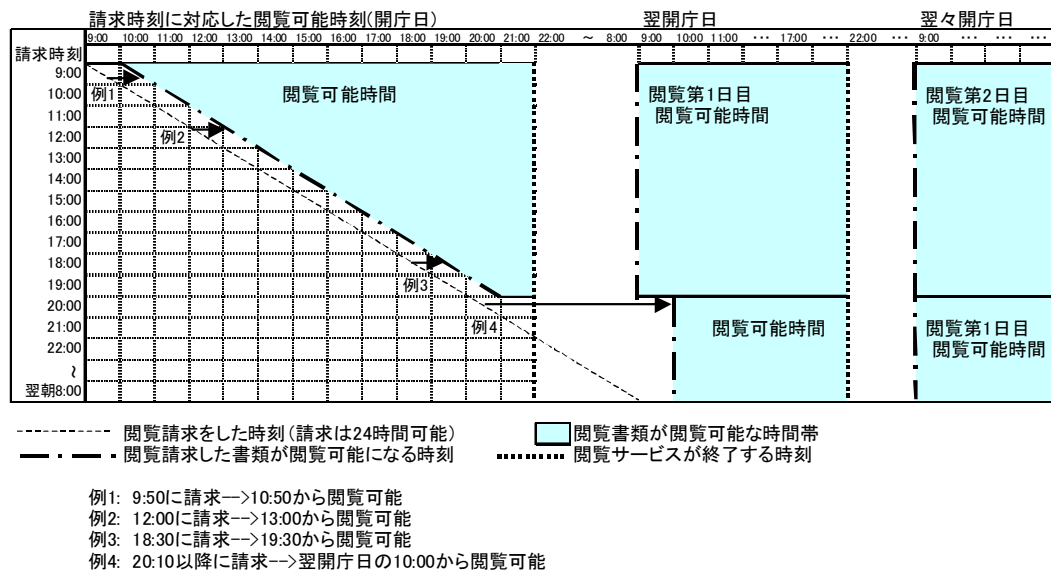 請求時刻に対応した閲覧可能時刻(開庁日) 翌開庁日 翌々開庁日
9:00 10:00 11:00 12:00 13:00 14:00 15:00 16:00 17:00 18:00 19:00 20:00 21:00 22:00 ～ 8:00 9:00 10:00 11:00 … 17:00 … 22:00 … 9:00 … … …
請求時刻
9:00
10:00
11:00
12:00
13:00
14:00
15:00
16:00
17:00
18:00
19:00
20:00
21:00
22:00
～
翌朝8:00
例1
例2
例3
例4
閲覧可能時間
閲覧第1日目
閲覧可能時間
閲覧第2日目
閲覧可能時間
閲覧可能時間
閲覧第1日目
閲覧可能時間
閲覧請求をした時刻(請求は24時間可能) 閲覧書類が閲覧可能な時間帯
閲覧請求した書類が閲覧可能になる時刻 閲覧サービスが終了する時刻
例1: 9:50に請求-->10:50から閲覧可能
例2: 12:00に請求-->13:00から閲覧可能
例3: 18:30に請求-->19:30から閲覧可能
例4: 20:10以降に請求-->翌開庁日の10:00から閲覧可能